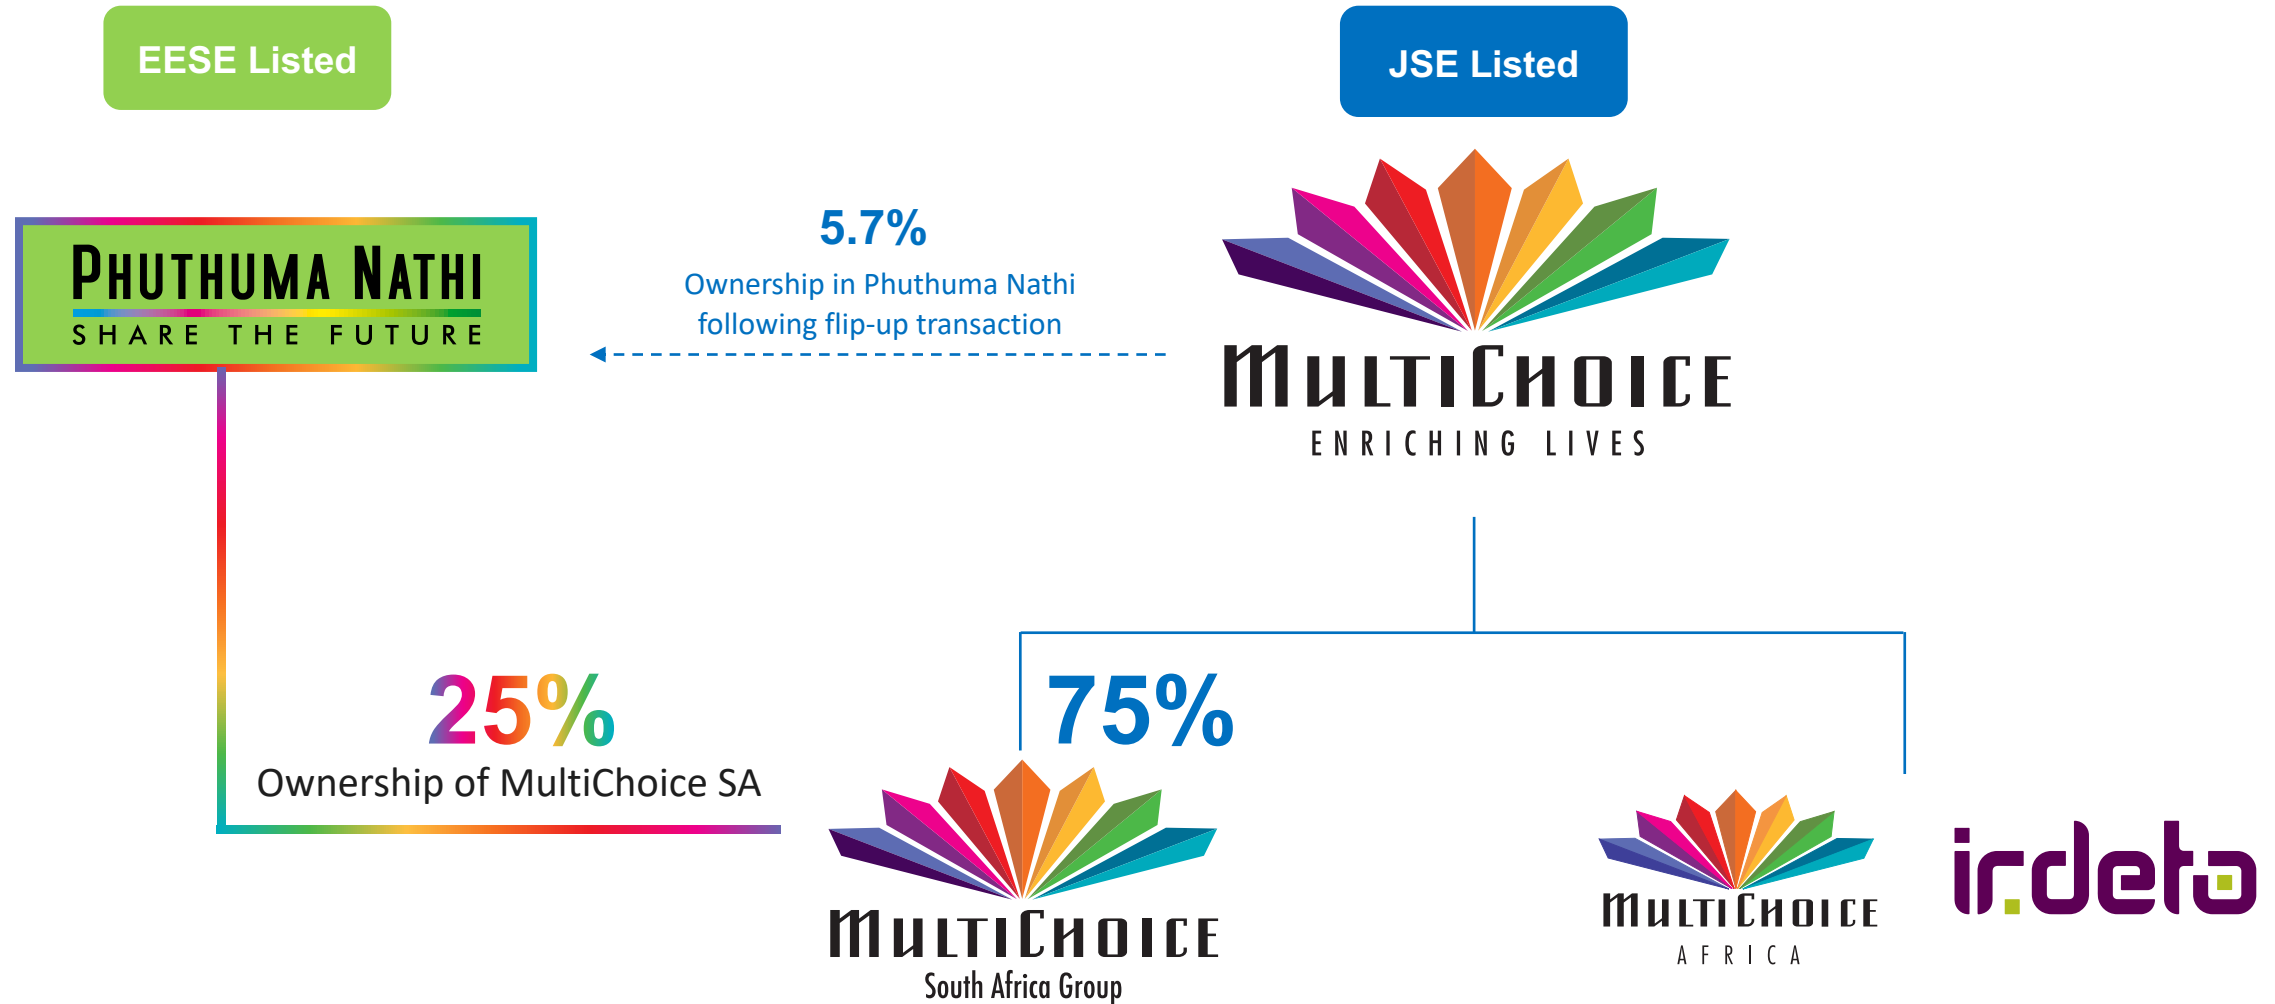 EESE Listed
JSE Listed
PHUTHUMA NATHI
SHARE THE FUTURE
5.7%
Ownership in Phuthuma Nathi
following flip-up transaction
MULTICHOICE
ENRICHING LIVES
25%
Ownership of MultiChoice SA
75%
MULTICHOICE
South Africa Group
MULTICHOICE
AFRICA
irdeto